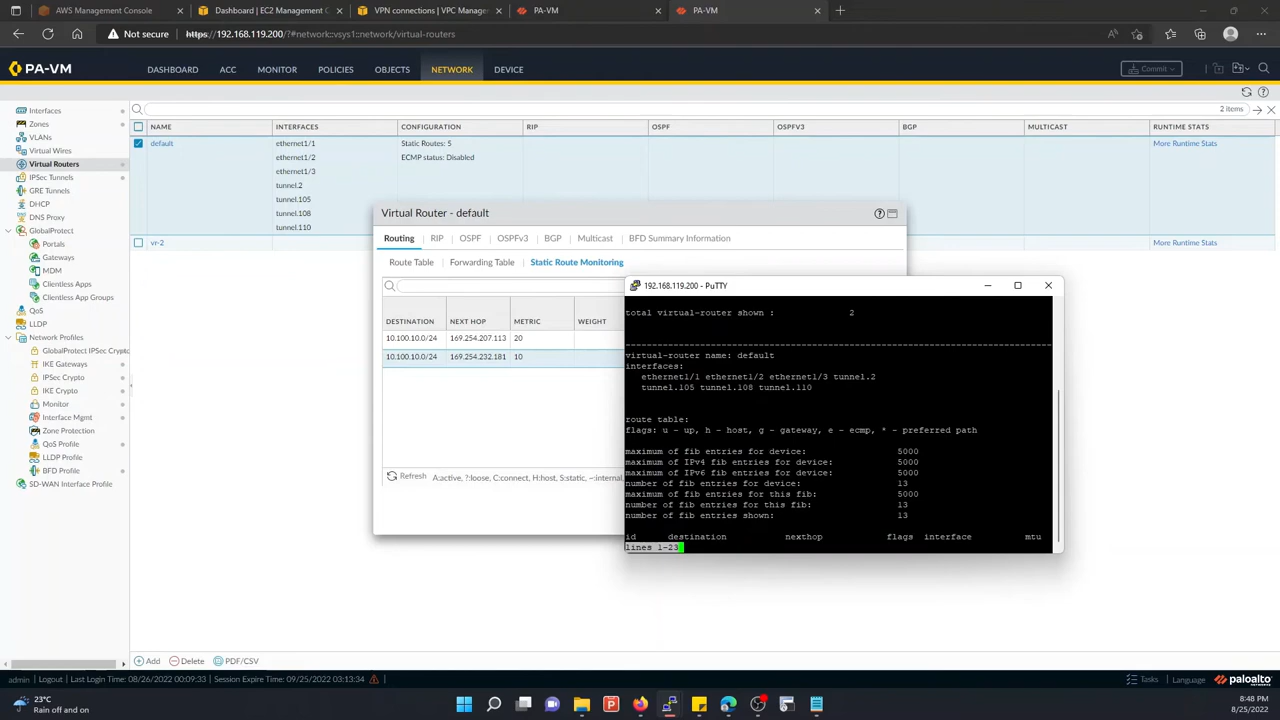 AWS Management Console
Dashboard | EC2 Management C
VPN connections | VPC Manager
PA-VM
PA-VM
Not secure
https://192.168.119.200/?#network::vsys1::network/virtual-routers
PA-VM
DASHBOARD
ACC
MONITOR
POLICIES
OBJECTS
NETWORK
DEVICE
Commit
Interfaces
Zones
VLANs
Virtual Wires
Virtual Routers
IPSec Tunnels
GRE Tunnels
DHCP
DNS Proxy
GlobalProtect
Portals
Gateways
MDM
Clientless Apps
Clientless App Groups
QoS
LLDP
Network Profiles
GlobalProtect IPSec Crypto
IKE Gateways
IPSec Crypto
IKE Crypto
Monitor
Interface Mgmt
Zone Protection
QoS Profile
LLDP Profile
BFD Profile
SD-WAN Interface Profile
2 items
NAME INTERFACES CONFIGURATION RIP OSPF OSPFV3 BGP MULTICAST RUNTIME STATS
default ethernet1/1 Static Routes: 5 More Runtime Stats
ethernet1/2 ECMP status: Disabled
ethernet1/3
tunnel.2
tunnel.105
tunnel.108
tunnel.110
vr-2 More Runtime Stats
Virtual Router - default
Routing RIP OSPF OSPFv3 BGP Multicast BFD Summary Information
Route Table Forwarding Table Static Route Monitoring
DESTINATION NEXT HOP METRIC WEIGHT
10.100.10.0/24 169.254.207.113 20
10.100.10.0/24 169.254.232.181 10
Refresh A:active, ?:loose, C:connect, H:host, S:static, ~:internal,
192.168.119.200 - PuTTY
total virtual-router shown : 2
--------------------------------------------------------------------------------
virtual-router name: default
interfaces:
ethernet1/1 ethernet1/2 ethernet1/3 tunnel.2
tunnel.105 tunnel.108 tunnel.110
route table:
flags: u - up, h - host, g - gateway, e - ecmp, * - preferred path
maximum of fib entries for device: 5000
maximum of IPv4 fib entries for device: 5000
maximum of IPv6 fib entries for device: 5000
number of fib entries for device: 13
maximum of fib entries for this fib: 5000
number of fib entries for this fib: 13
number of fib entries shown: 13
id destination nexthop flags interface mtu
lines 1-23
Add Delete PDF/CSV
admin | Logout | Last Login Time: 08/26/2022 00:09:33 | Session Expire Time: 09/25/2022 03:13:34
Tasks | Language
paloalto
NETWORKS
23°C
Rain off and on
8:48 PM
8/25/2022